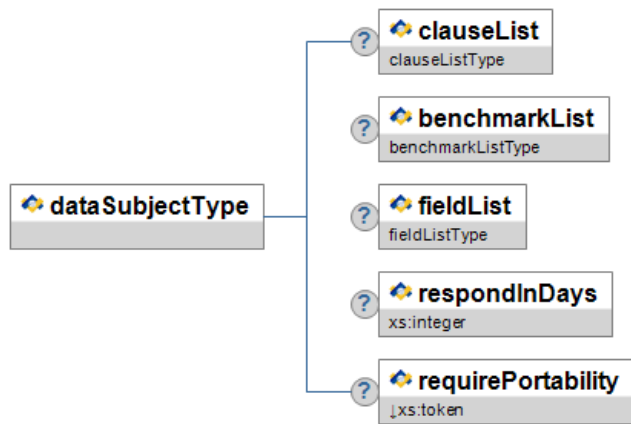 ?
clauseList
clauseListType
?
benchmarkList
benchmarkListType
dataSubjectType
?
fieldList
fieldListType
?
respondInDays
xs:integer
?
requirePortability
↓xs:token